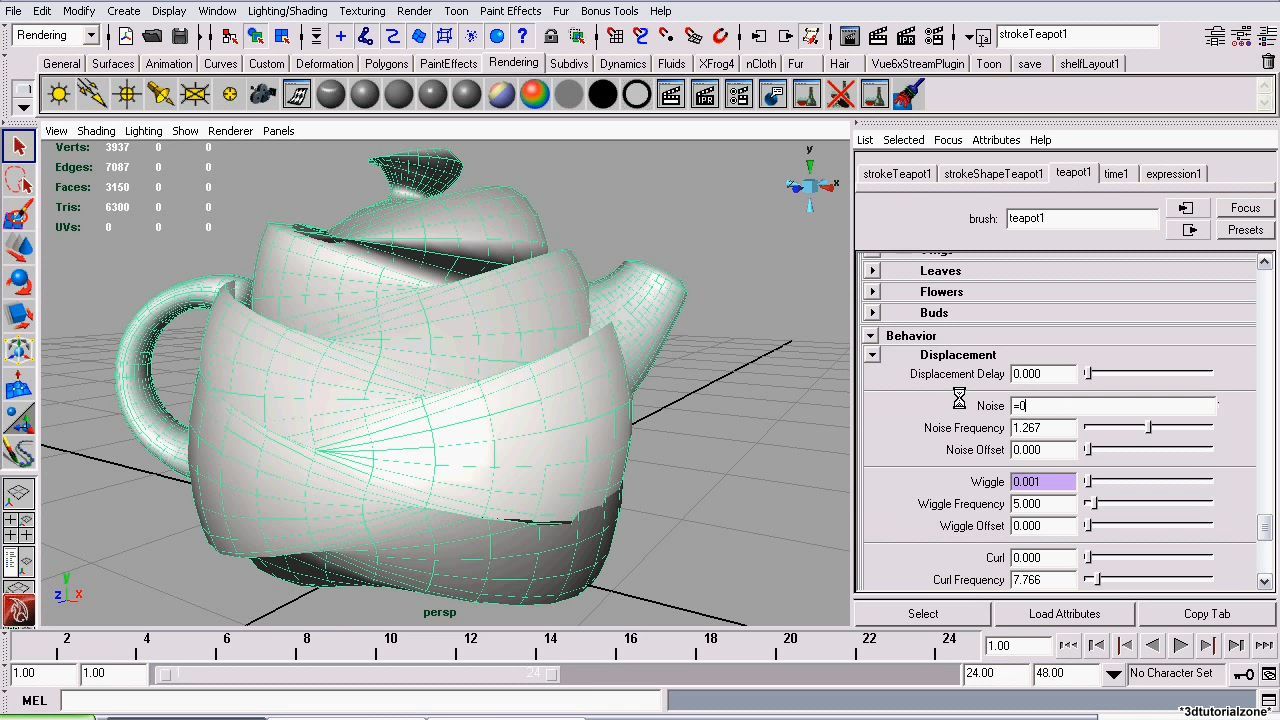 File Edit Modify Create Display Window Lighting/Shading Texturing Render Toon Paint Effects Fur Bonus Tools Help
Rendering strokeTeapot1
General Surfaces Animation Curves Custom Deformation Polygons PaintEffects Rendering Subdivs Dynamics Fluids XFrog4 nCloth Fur Hair Vue6xStreamPlugin Toon save shelfLayout1
IPR
View Shading Lighting Show Renderer Panels
Verts: 3937 0 0
Edges: 7087 0 0
Faces: 3150 0 0
Tris: 6300 0 0
UVs: 0 0 0
y
x
persp
y
z x
List Selected Focus Attributes Help
strokeTeapot1 strokeShapeTeapot1 teapot1 time1 expression1
brush: teapot1 Focus
Presets
Leaves
Flowers
Buds
Behavior
Displacement
Displacement Delay 0.000
Noise =0
Noise Frequency 1.267
Noise Offset 0.000
Wiggle 0.001
Wiggle Frequency 5.000
Wiggle Offset 0.000
Curl 0.000
Curl Frequency 7.766
Select Load Attributes Copy Tab
2 4 6 8 10 12 14 16 18 20 22 24 1.00
1.00 1.00 1 24 24.00 48.00 No Character Set
MEL
*3dtutorialzone*